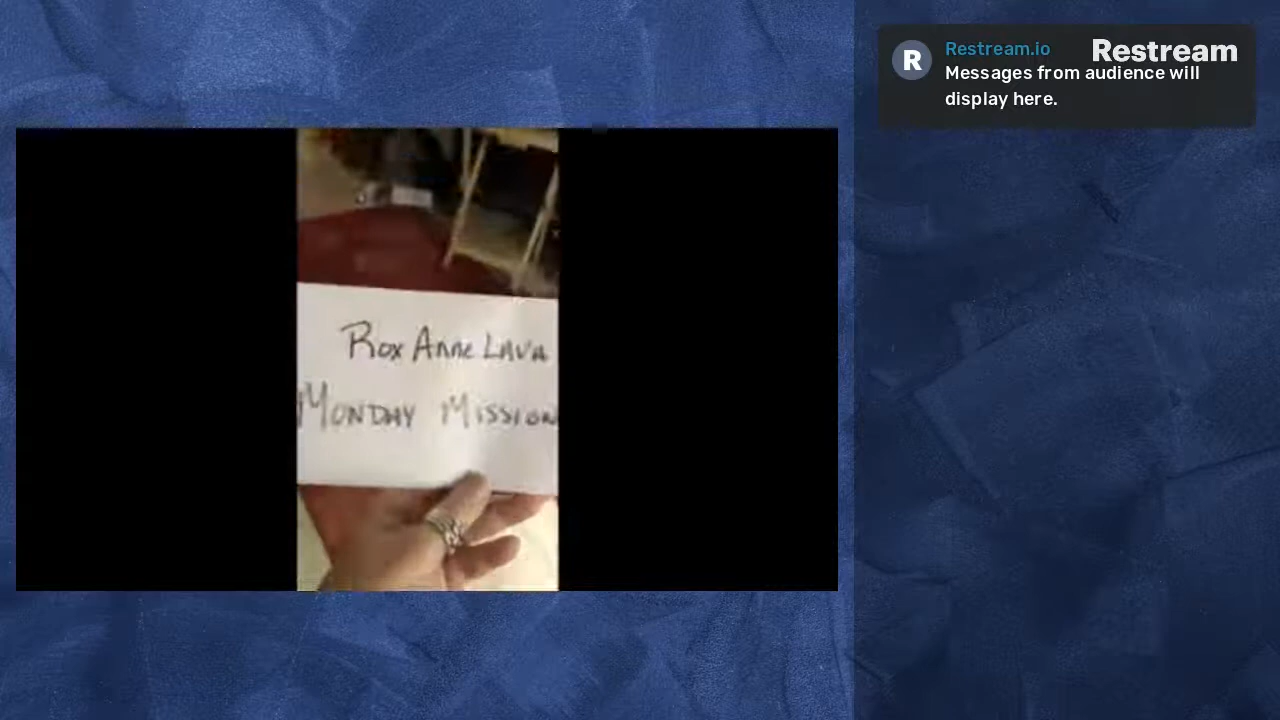 Rox Anne Lava
Monday Mission
R
Restream.io
Restream
Messages from audience will
display here.